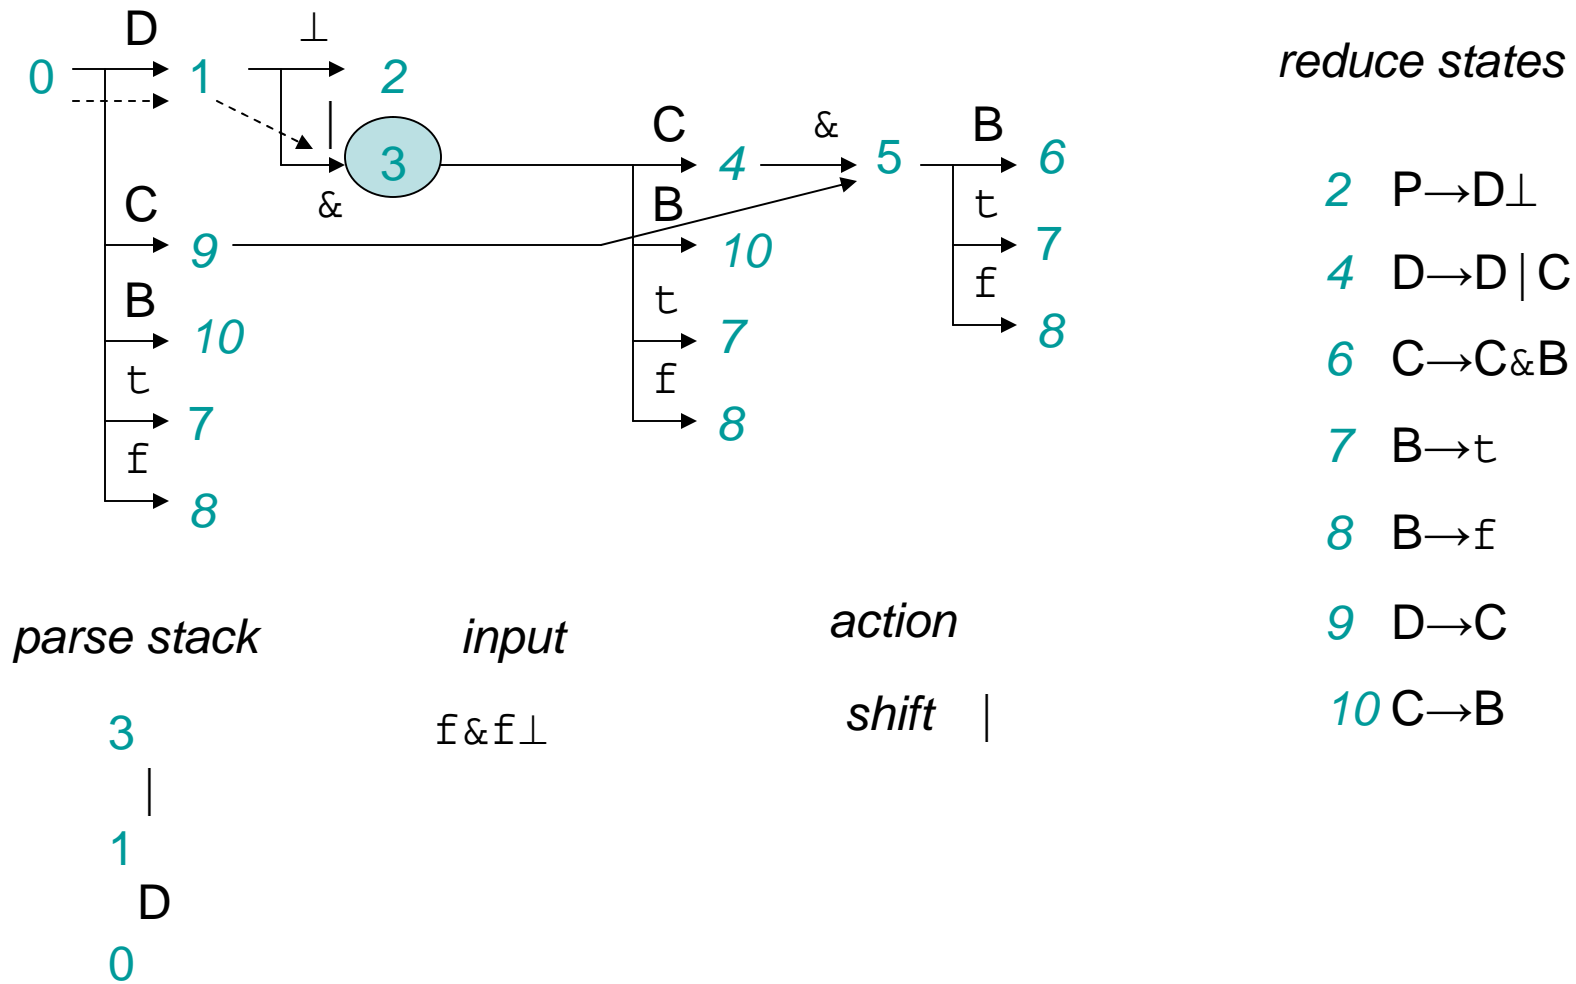 D ⊥
0 1 2
|
3
&
C & B
4 5 6
C B t
9 10 7
B t f
10 7 8
t f
7 8
f
8
reduce states
2 P→D⊥
4 D→D|C
6 C→C&B
7 B→t
8 B→f
9 D→C
10 C→B
parse stack input action
3 f&f⊥ shift |
|
1
D
0